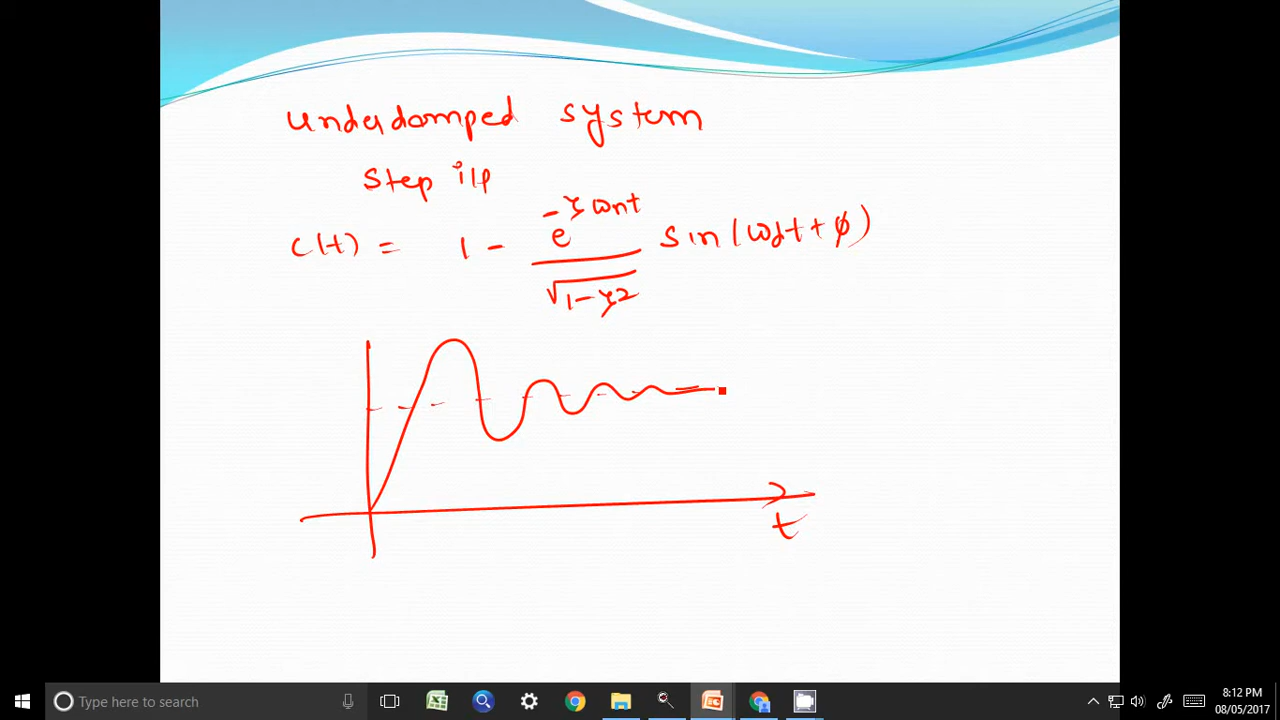 underdamped system
Step i/p
c(t) = 1 - e^{-ζωnt} / √1-ζ2 sin(ωdt + φ)
t
Type here to search
8:12 PM
08/05/2017